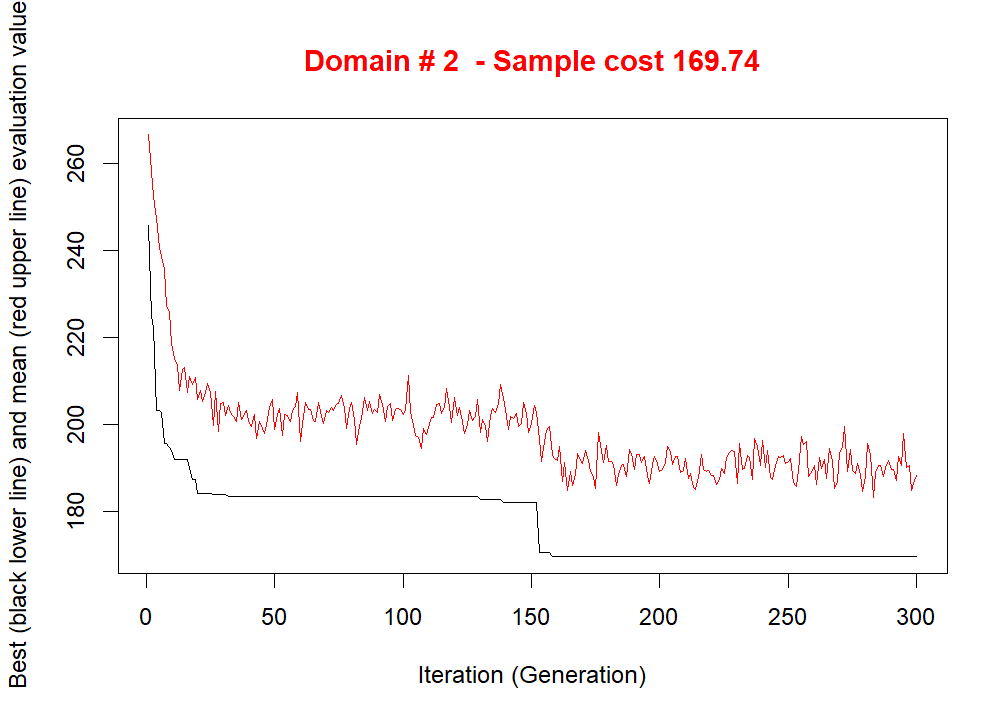 Domain # 2  - Sample cost 169.74
Best (black lower line) and mean (red upper line) evaluation value
260
240
220
200
180
0 50 100 150 200 250 300
Iteration (Generation)